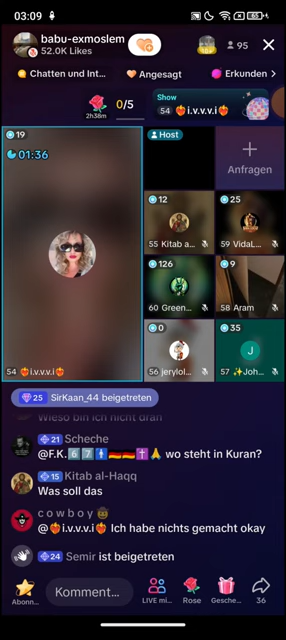 03:09
65
babu-exmoslem
52.0K Likes
95
Chatten und Int...
Angesagt
Erkunden >
2h38m
0/5
Show
54 ❤️‍🔥i.v.v.v.i❤️‍🔥
19
01:36
54 ❤️‍🔥i.v.v.v.i❤️‍🔥
Host
Anfragen
12
55 Kitab a...
25
59 VidaL...
126
60 Green...
9
58 Aram
0
56 jerylol...
35
J
57 ✨Joh...
25 SirKaan_44 beigetreten
Wieso bin ich nicht dran
21 Scheche
@F.K.6️⃣7️⃣🚹🇩🇪🇩🇪✝️🙏 wo steht in Kuran?
15 Kitab al-Haqq
Was soll das
c o w b o y 🤠
@❤️‍🔥i.v.v.v.i❤️‍🔥 Ich habe nichts gemacht okay
24 Semir ist beigetreten
Abonn...
Komment...
LIVE mi...
Rose
Gesche...
36